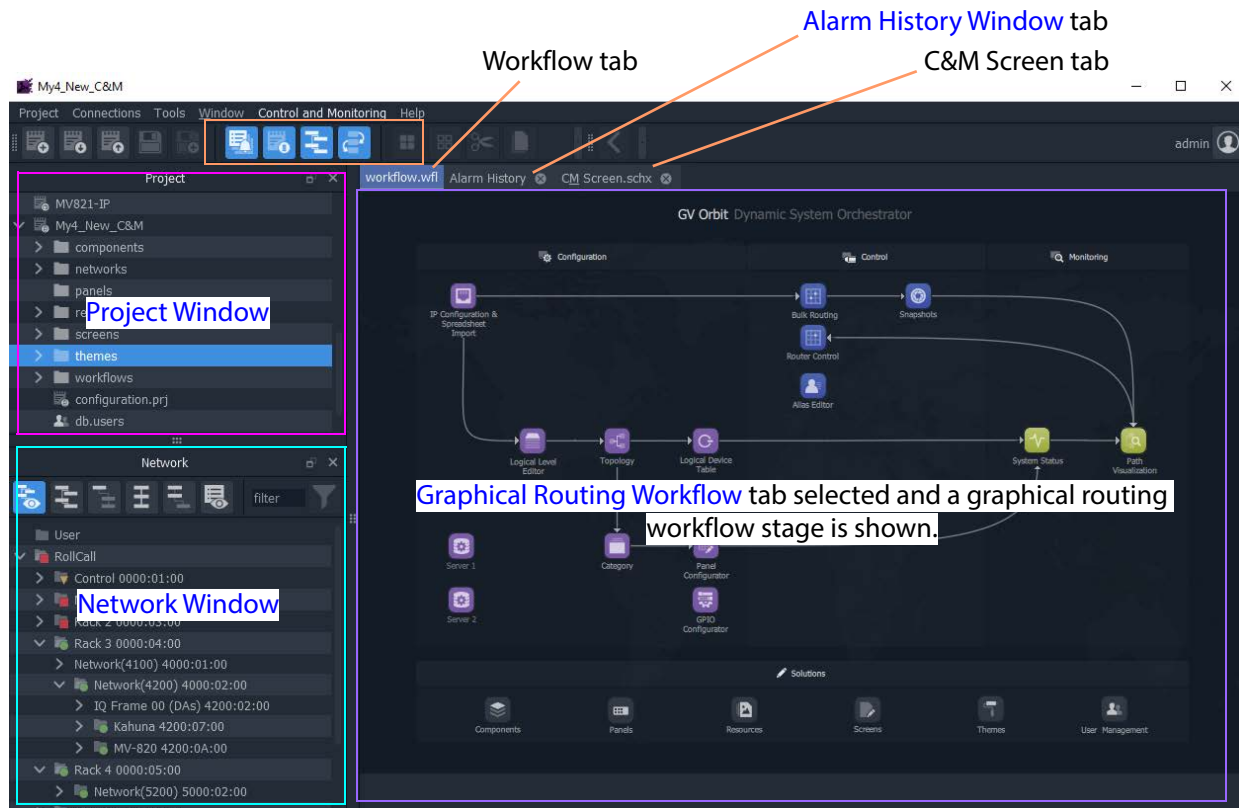 Alarm History Window tab
Workflow tab
C&M Screen tab
My4_New_C&M
Project Connections Tools Window Control and Monitoring Help
admin
Project
workflow.wfl Alarm History CM Screen.schx
MV821-IP
My4_New_C&M
components
networks
panels
re
Project Window
screens
themes
workflows
configuration.prj
db.users
GV Orbit Dynamic System Orchestrator
Configuration Control Monitoring
IP Configuration &
Spreadsheet
Import
Bulk Routing
Snapshots
Router Control
Alias Editor
Logical Level
Editor
Topology
Logical Device
Table
System Status
Path
Visualization
Graphical Routing Workflow tab selected and a graphical routing
workflow stage is shown.
Server 1
Category
Panel
Configurator
Server 2
GPIO
Configurator
Solutions
Components Panels Resources Screens Themes User Management
Network
filter
User
RollCall
Control 0000:01:00
Network Window
Rack 2 0000:03:00
Rack 3 0000:04:00
Network(4100) 4000:01:00
Network(4200) 4000:02:00
IQ Frame 00 (DAs) 4200:02:00
Kahuna 4200:07:00
MV-820 4200:0A:00
Rack 4 0000:05:00
Network(5200) 5000:02:00